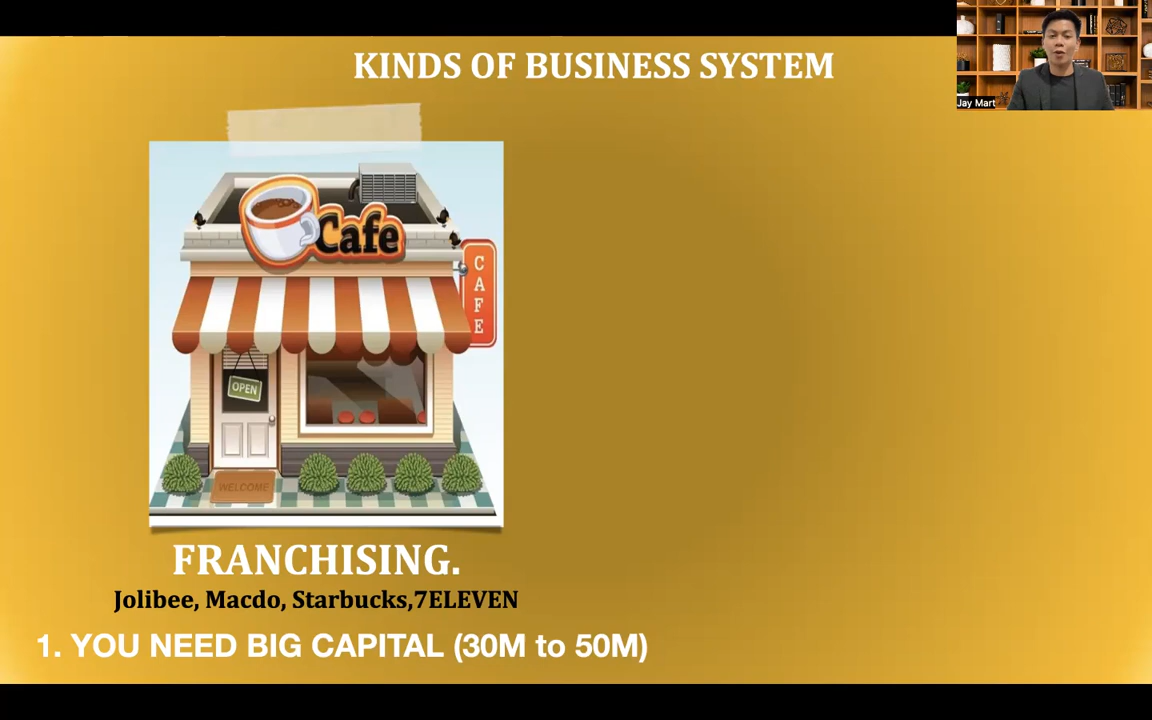 KINDS OF BUSINESS SYSTEM
Jay Mart
Cafe
CAFE
OPEN
WELCOME
FRANCHISING.
Jolibee, Macdo, Starbucks,7ELEVEN
1. YOU NEED BIG CAPITAL (30M to 50M)